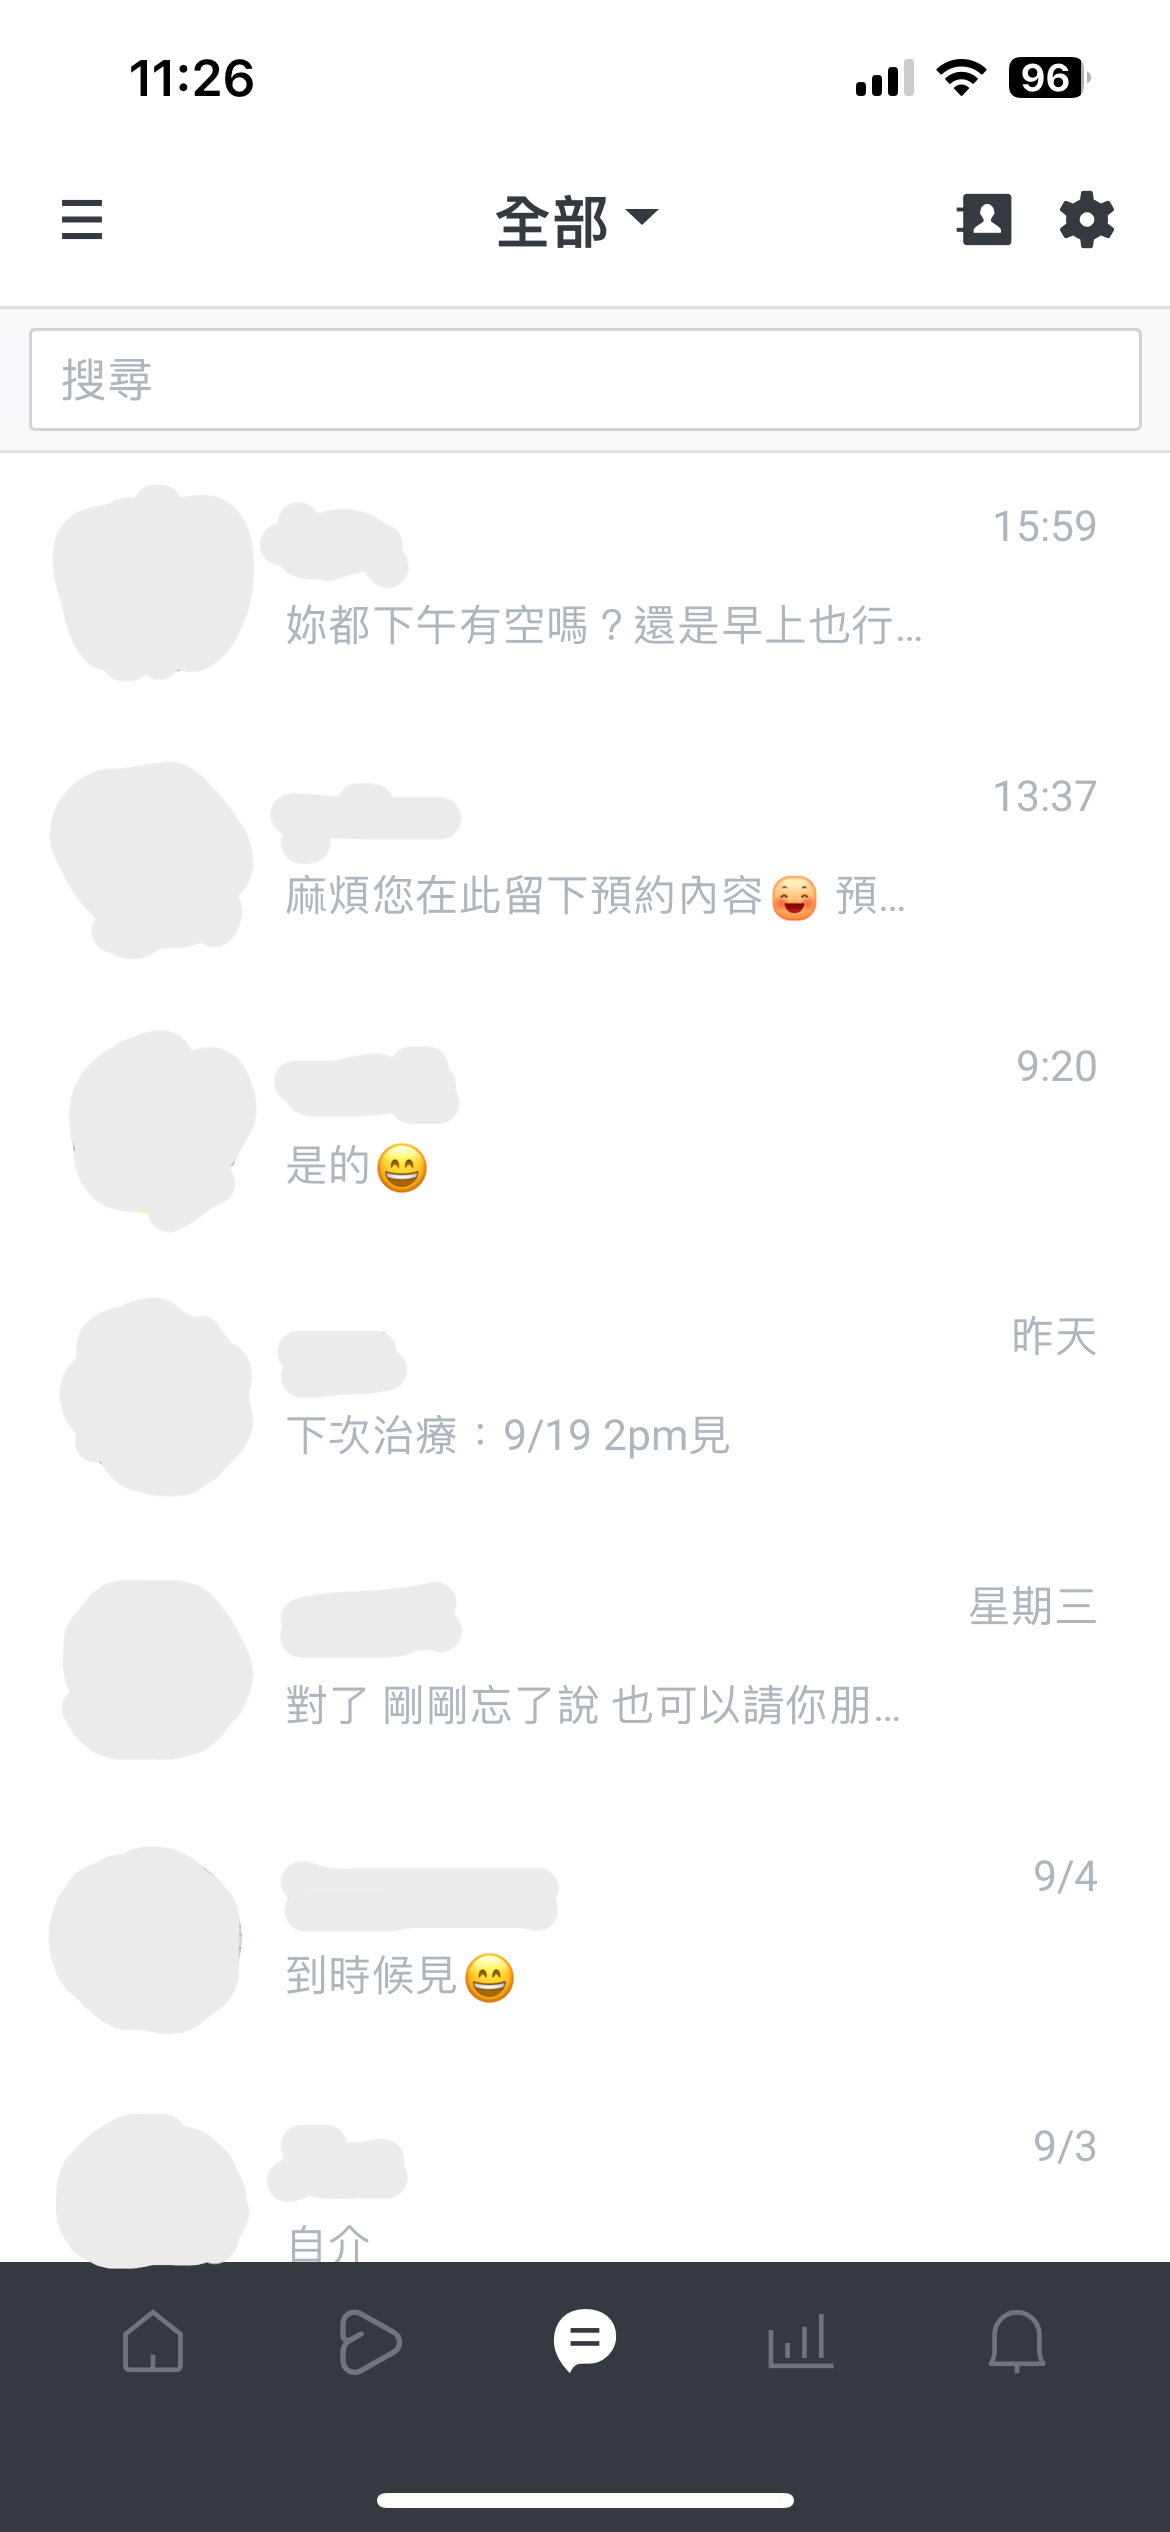 11:26
96
全部
搜尋
15:59
妳都下午有空嗎？還是早上也行...
13:37
麻煩您在此留下預約內容😆 預...
9:20
是的😄
昨天
下次治療：9/19 2pm見
星期三
對了 剛剛忘了說 也可以請你朋...
9/4
到時候見😄
9/3
自介